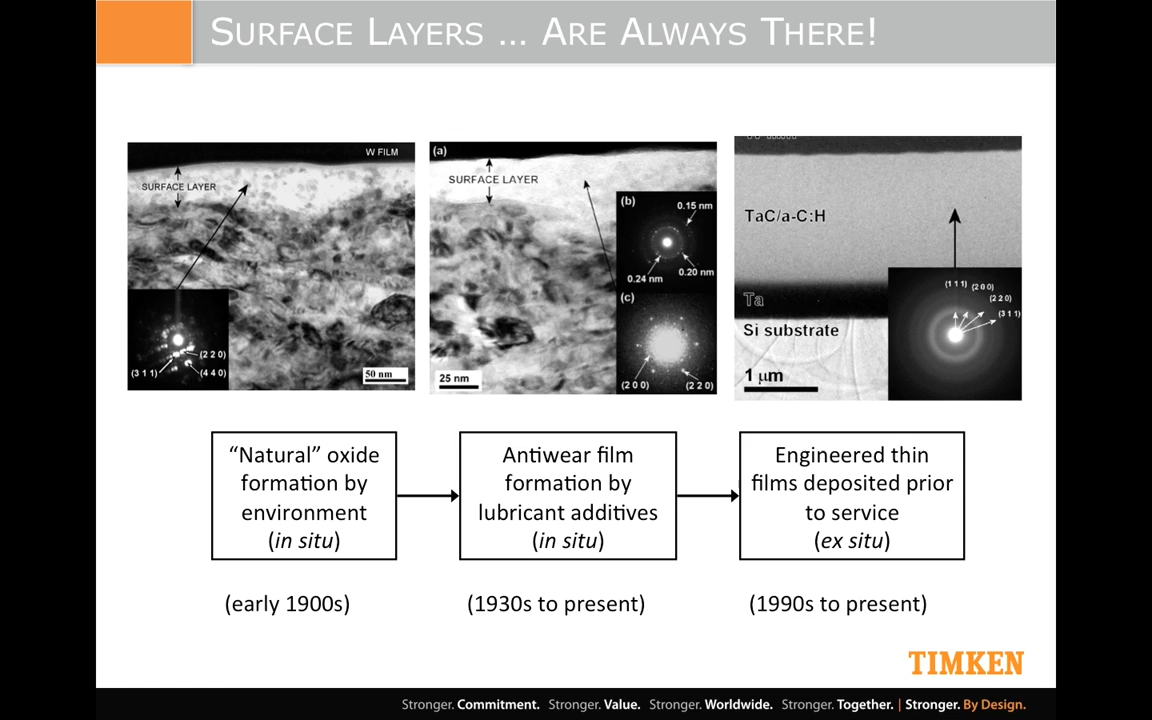 SURFACE LAYERS ... ARE ALWAYS THERE!
W FILM
SURFACE LAYER
(3 1 1)
(2 2 0)
(4 4 0)
50 nm
(a)
SURFACE LAYER
(b)
0.15 nm
0.24 nm
0.20 nm
(c)
(2 0 0)
(2 2 0)
25 nm
TaC/a-C:H
Ta
Si substrate
1 µm
(1 1 1)
(2 0 0)
(2 2 0)
(3 1 1)
“Natural” oxide
formation by
environment
(in situ)
Antiwear film
formation by
lubricant additives
(in situ)
Engineered thin
films deposited prior
to service
(ex situ)
(early 1900s)
(1930s to present)
(1990s to present)
TIMKEN
Stronger. Commitment. Stronger. Value. Stronger. Worldwide. Stronger. Together. | Stronger. By Design.